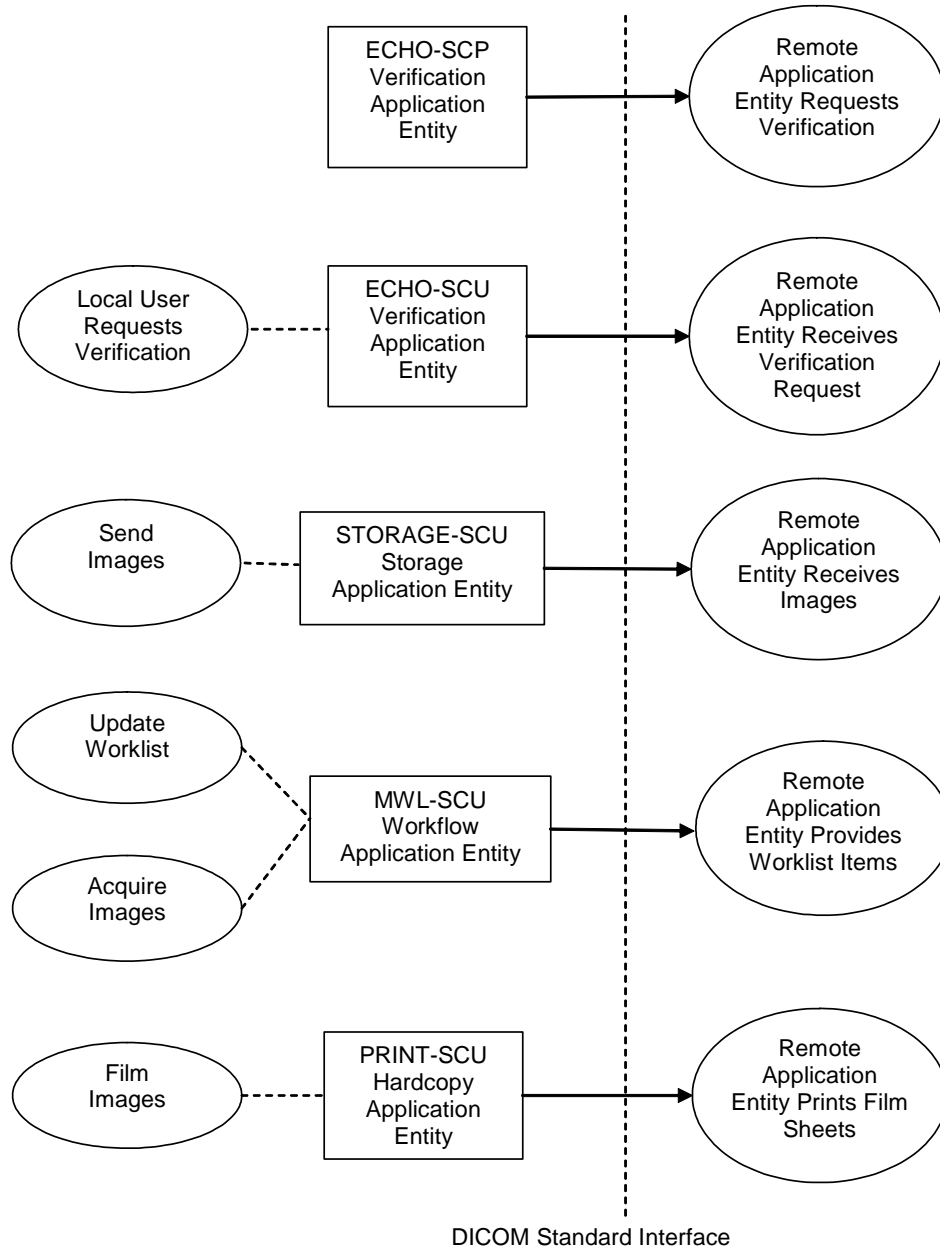 ECHO-SCP
Verification
Application
Entity
Remote
Application
Entity Requests
Verification
Local User
Requests
Verification
ECHO-SCU
Verification
Application
Entity
Remote
Application
Entity Receives
Verification
Request
Send
Images
STORAGE-SCU
Storage
Application Entity
Remote
Application
Entity Receives
Images
Update
Worklist
Acquire
Images
MWL-SCU
Workflow
Application Entity
Remote
Application
Entity Provides
Worklist Items
Film
Images
PRINT-SCU
Hardcopy
Application
Entity
Remote
Application
Entity Prints Film
Sheets
DICOM Standard Interface